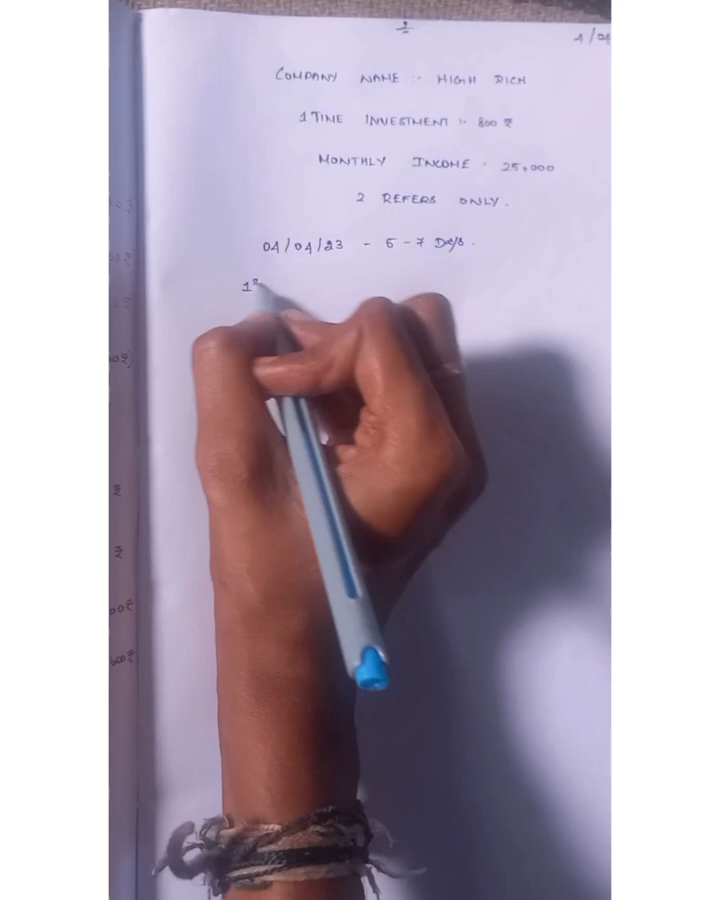 4/04
COMPANY NAME :- HIGH RICH
1 TIME INVESTMENT :- 800 ₹
MONTHLY INCOME : 25,000
2 REFERS ONLY.
04/04/23 - 5-7 Days.